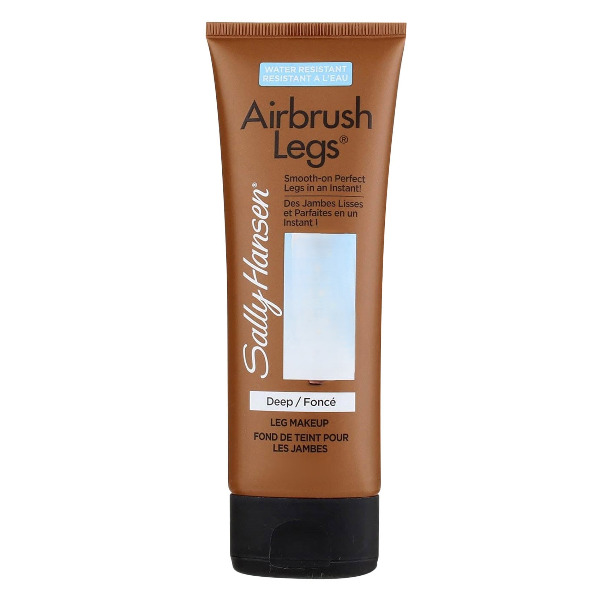 WATER RESISTANT
RÉSISTANT À L'EAU
Airbrush
Legs®
Smooth-on Perfect
Legs in an Instant!
Des Jambes Lisses
et Parfaites en un
Instant !
Sally Hansen®
Deep / Foncé
LEG MAKEUP
FOND DE TEINT POUR
LES JAMBES